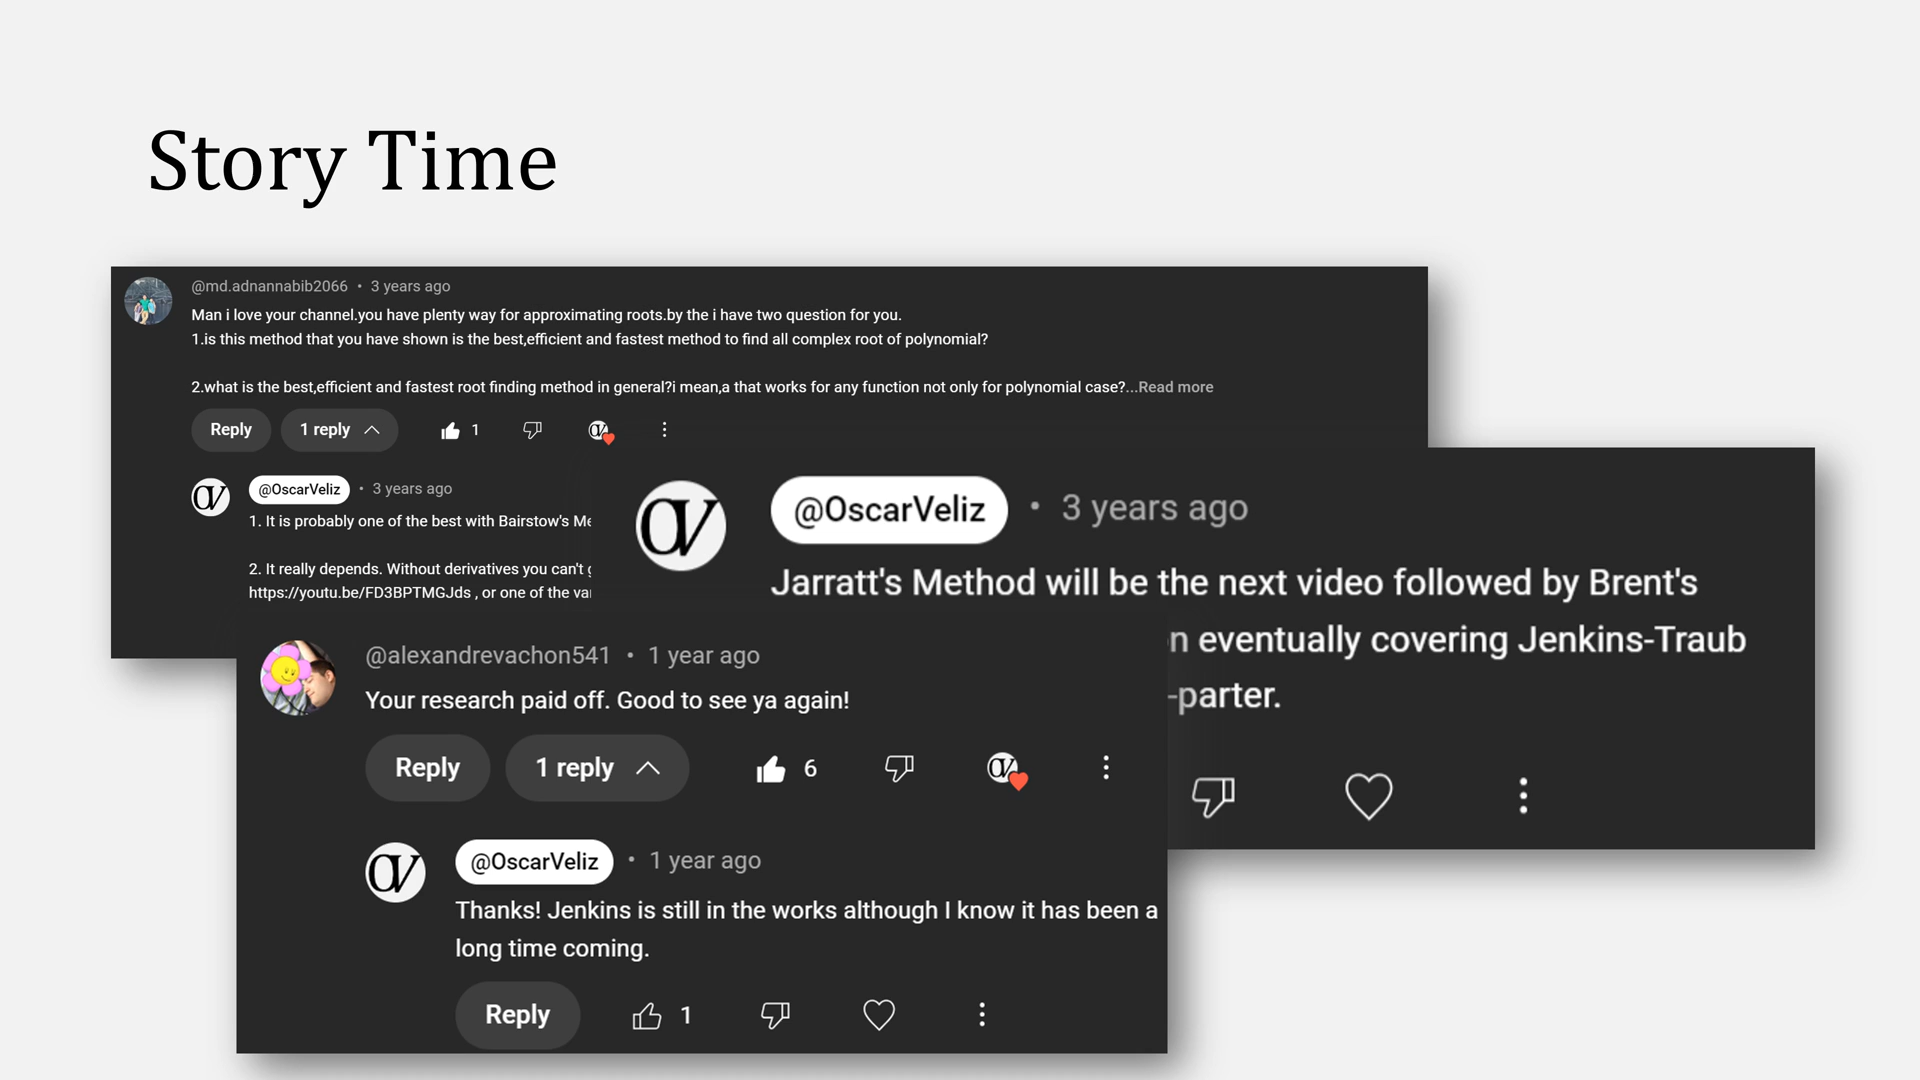 Story Time
@md.adnannabib2066 • 3 years ago
Man i love your channel.you have plenty way for approximating roots.by the i have two question for you.
1.is this method that you have shown is the best,efficient and fastest method to find all complex root of polynomial?
2.what is the best,efficient and fastest root finding method in general?i mean,a that works for any function not only for polynomial case?...Read more
Reply 1 reply 1
@OscarVeliz • 3 years ago
1. It is probably one of the best with Bairstow's
2. It really depends. Without derivatives you can't
https://youtu.be/FD3BPTMGJds , or one of the
@OscarVeliz • 3 years ago
Jarratt's Method will be the next video followed by Brent's
eventually covering Jenkins-Traub
-parter.
@alexandrevachon541 • 1 year ago
Your research paid off. Good to see ya again!
Reply 1 reply 6
@OscarVeliz • 1 year ago
Thanks! Jenkins is still in the works although I know it has been a
long time coming.
Reply 1